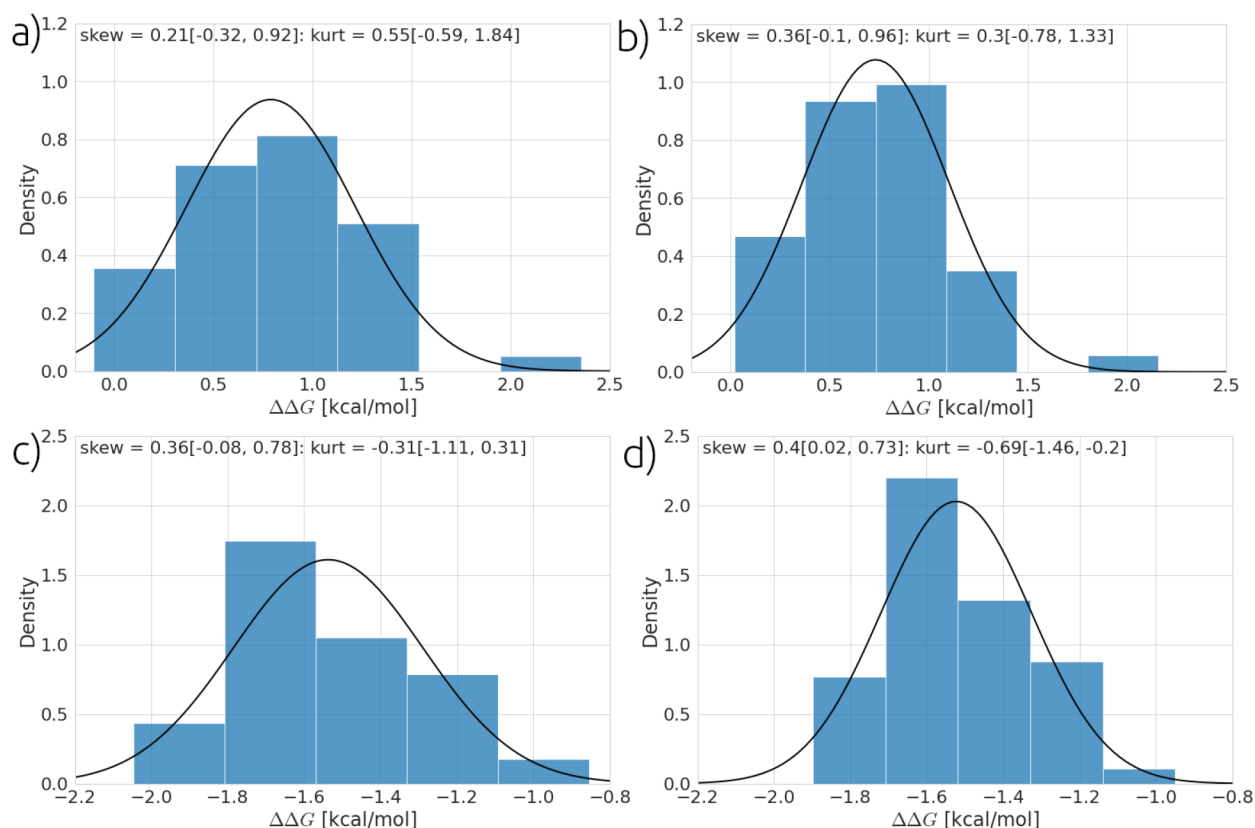 a)
skew = 0.21[-0.32, 0.92]: kurt = 0.55[-0.59, 1.84]
1.2
1.0
0.8
0.6
0.4
0.2
0.0
Density
0.0 0.5 1.0 1.5 2.0 2.5
ΔΔG [kcal/mol]
b)
skew = 0.36[-0.1, 0.96]: kurt = 0.3[-0.78, 1.33]
1.2
1.0
0.8
0.6
0.4
0.2
0.0
Density
0.0 0.5 1.0 1.5 2.0 2.5
ΔΔG [kcal/mol]
c)
skew = 0.36[-0.08, 0.78]: kurt = -0.31[-1.11, 0.31]
2.5
2.0
1.5
1.0
0.5
0.0
Density
−2.2 −2.0 −1.8 −1.6 −1.4 −1.2 −1.0 −0.8
ΔΔG [kcal/mol]
d)
skew = 0.4[0.02, 0.73]: kurt = -0.69[-1.46, -0.2]
2.5
2.0
1.5
1.0
0.5
0.0
Density
−2.2 −2.0 −1.8 −1.6 −1.4 −1.2 −1.0 −0.8
ΔΔG [kcal/mol]